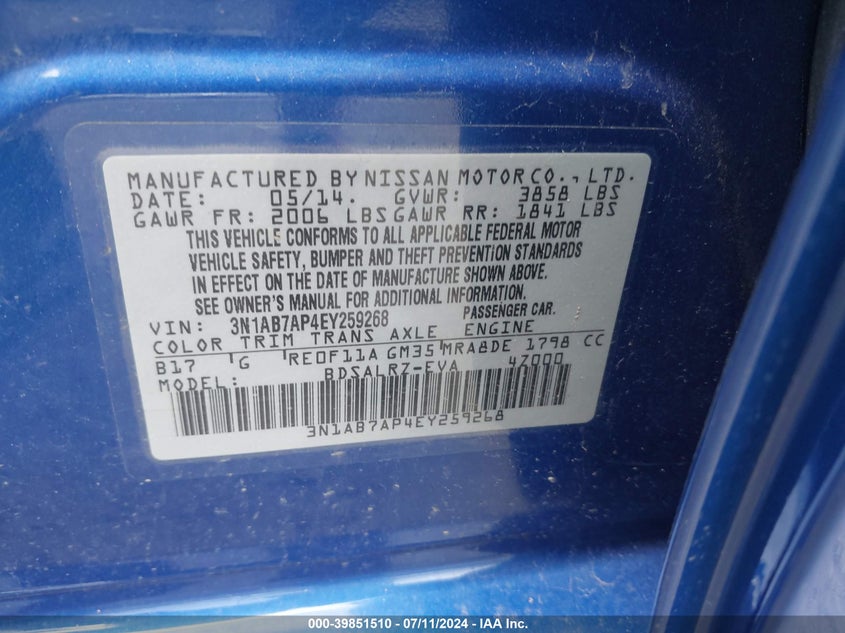 MANUFACTURED BY NISSAN MOTOR CO., LTD.
DATE: 05/14. GVWR: 3858 LBS
GAWR FR: 2006 LBS GAWR RR: 1841 LBS
THIS VEHICLE CONFORMS TO ALL APPLICABLE FEDERAL MOTOR
VEHICLE SAFETY, BUMPER AND THEFT PREVENTION STANDARDS
IN EFFECT ON THE DATE OF MANUFACTURE SHOWN ABOVE.
SEE OWNER'S MANUAL FOR ADDITIONAL INFORMATION.
VIN: 3N1AB7AP4EY259268 PASSENGER CAR.
COLOR TRIM TRANS AXLE ENGINE
B17 G RE0F11A GM35 MRA8DE 1798 CC
MODEL: BDSALRZ-EVA 47000
3N1AB7AP4EY259268
000-39851510 - 07/11/2024 - IAA Inc.